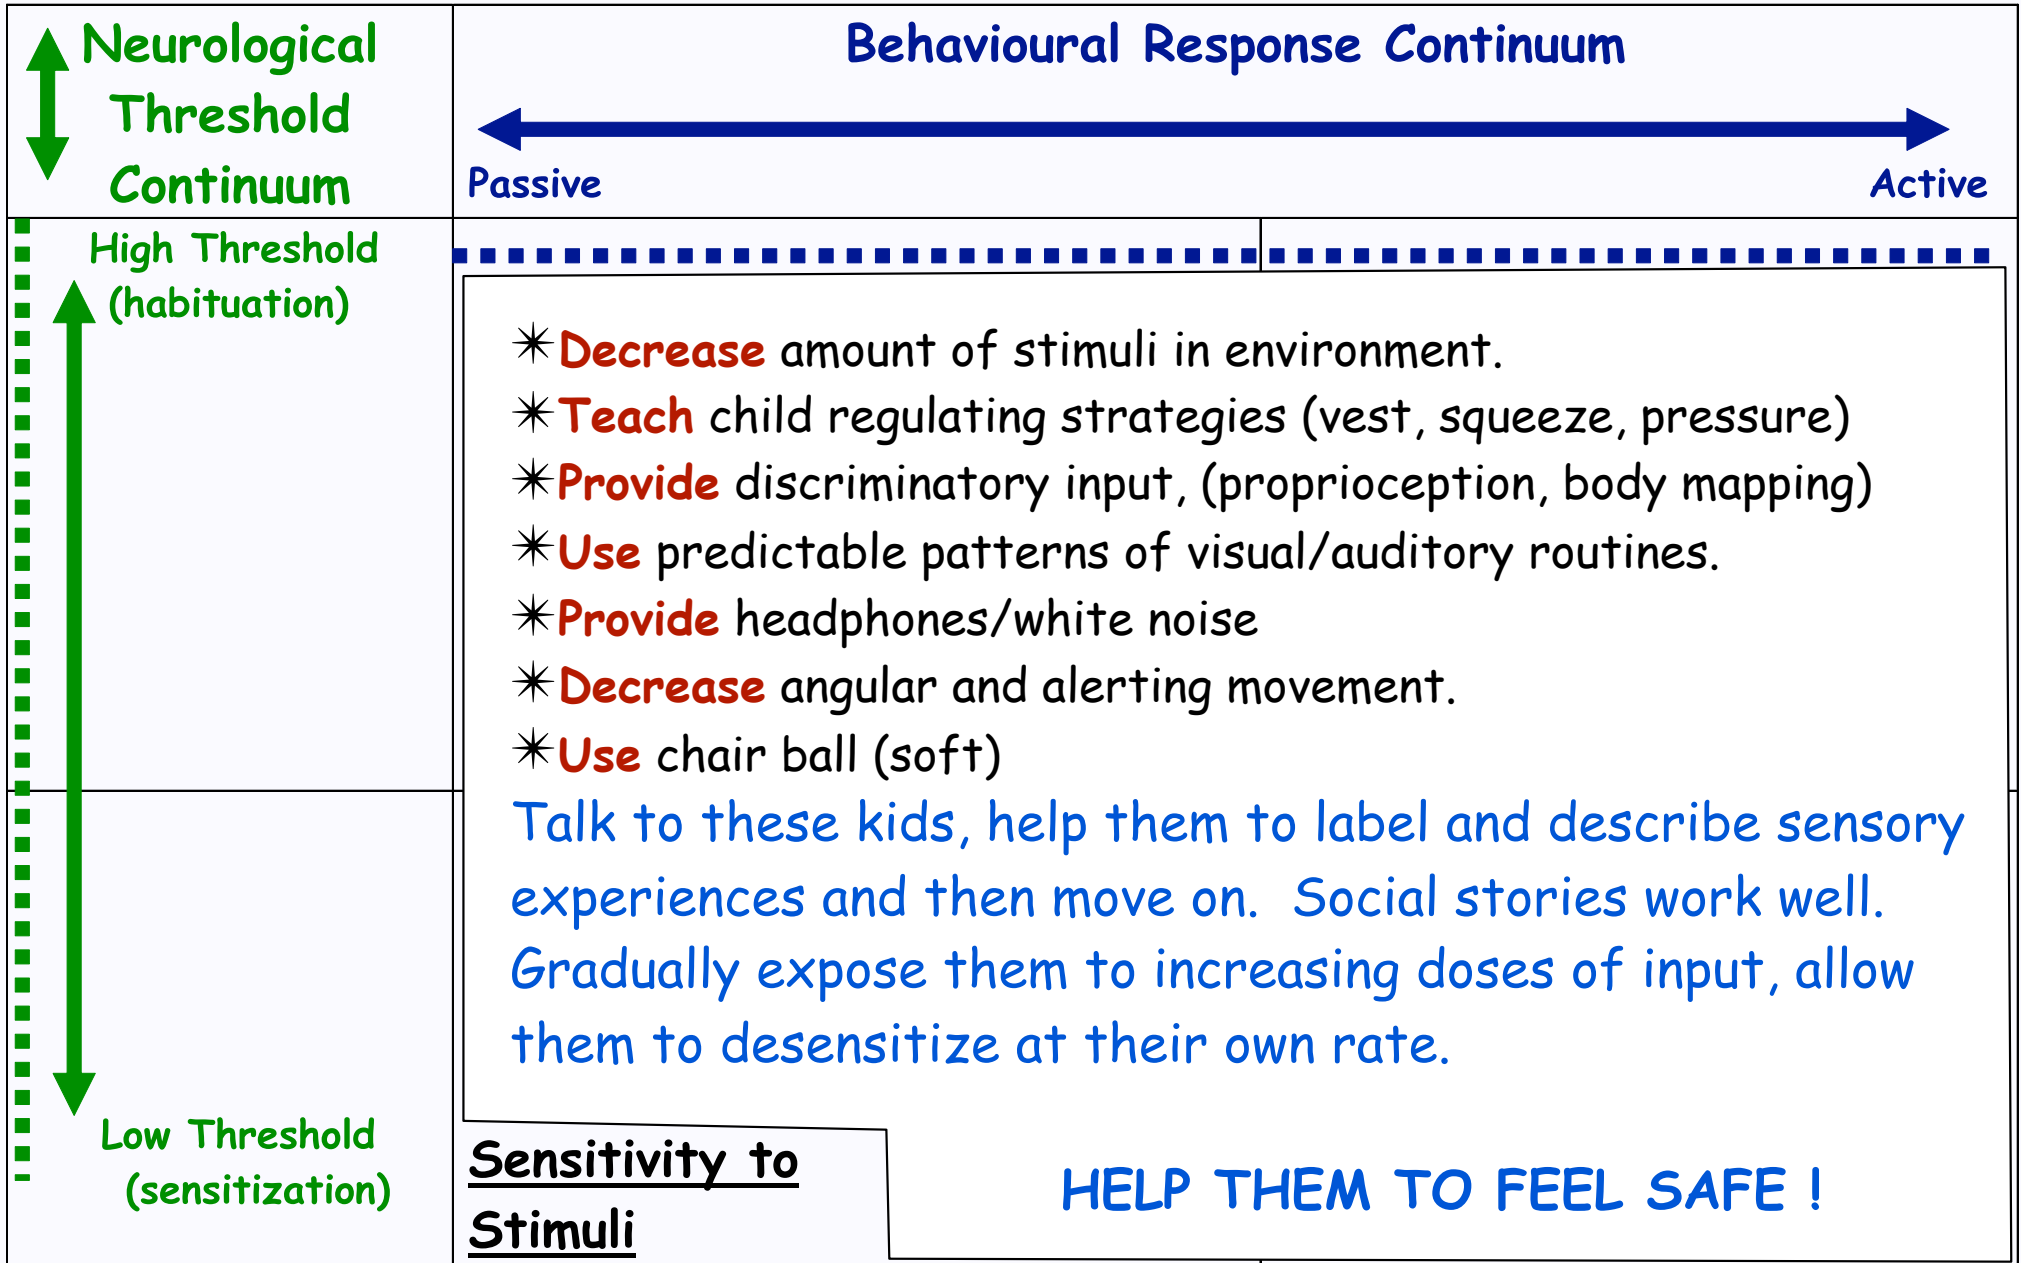 Neurological
Threshold
Continuum
Behavioural Response Continuum
Passive
Active
High Threshold
(habituation)
Decrease amount of stimuli in environment.
Teach child regulating strategies (vest, squeeze, pressure)
Provide discriminatory input, (proprioception, body mapping)
Use predictable patterns of visual/auditory routines.
Provide headphones/white noise
Decrease angular and alerting movement.
Use chair ball (soft)
Talk to these kids, help them to label and describe sensory
experiences and then move on. Social stories work well.
Gradually expose them to increasing doses of input, allow
them to desensitize at their own rate.
Low Threshold
(sensitization)
Sensitivity to
Stimuli
HELP THEM TO FEEL SAFE !